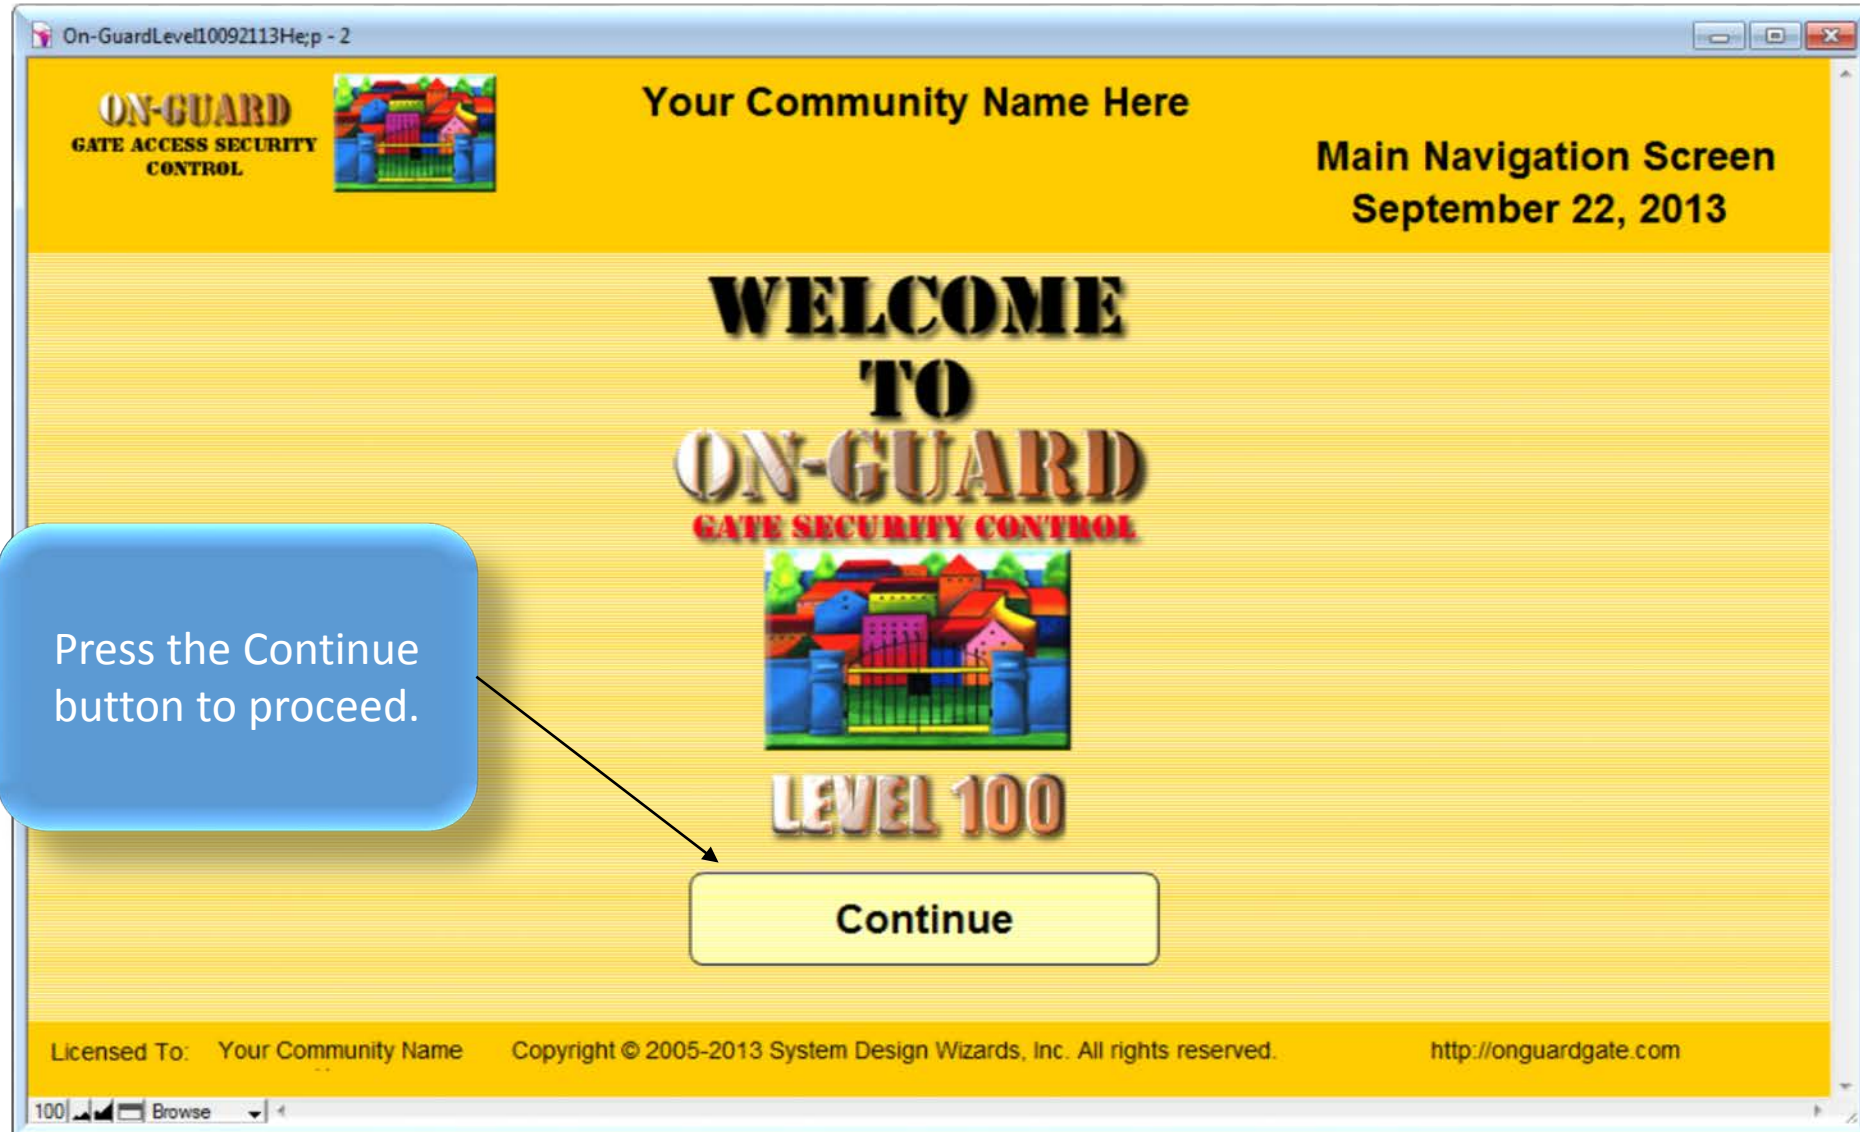 On-GuardLevel10092113He;p - 2
ON-GUARD
GATE ACCESS SECURITY
CONTROL
Your Community Name Here
Main Navigation Screen
September 22, 2013
WELCOME
TO
ON-GUARD
GATE SECURITY CONTROL
Press the Continue
button to proceed.
LEVEL 100
Continue
Licensed To: Your Community Name Copyright © 2005-2013 System Design Wizards, Inc. All rights reserved. http://onguardgate.com
100 Browse